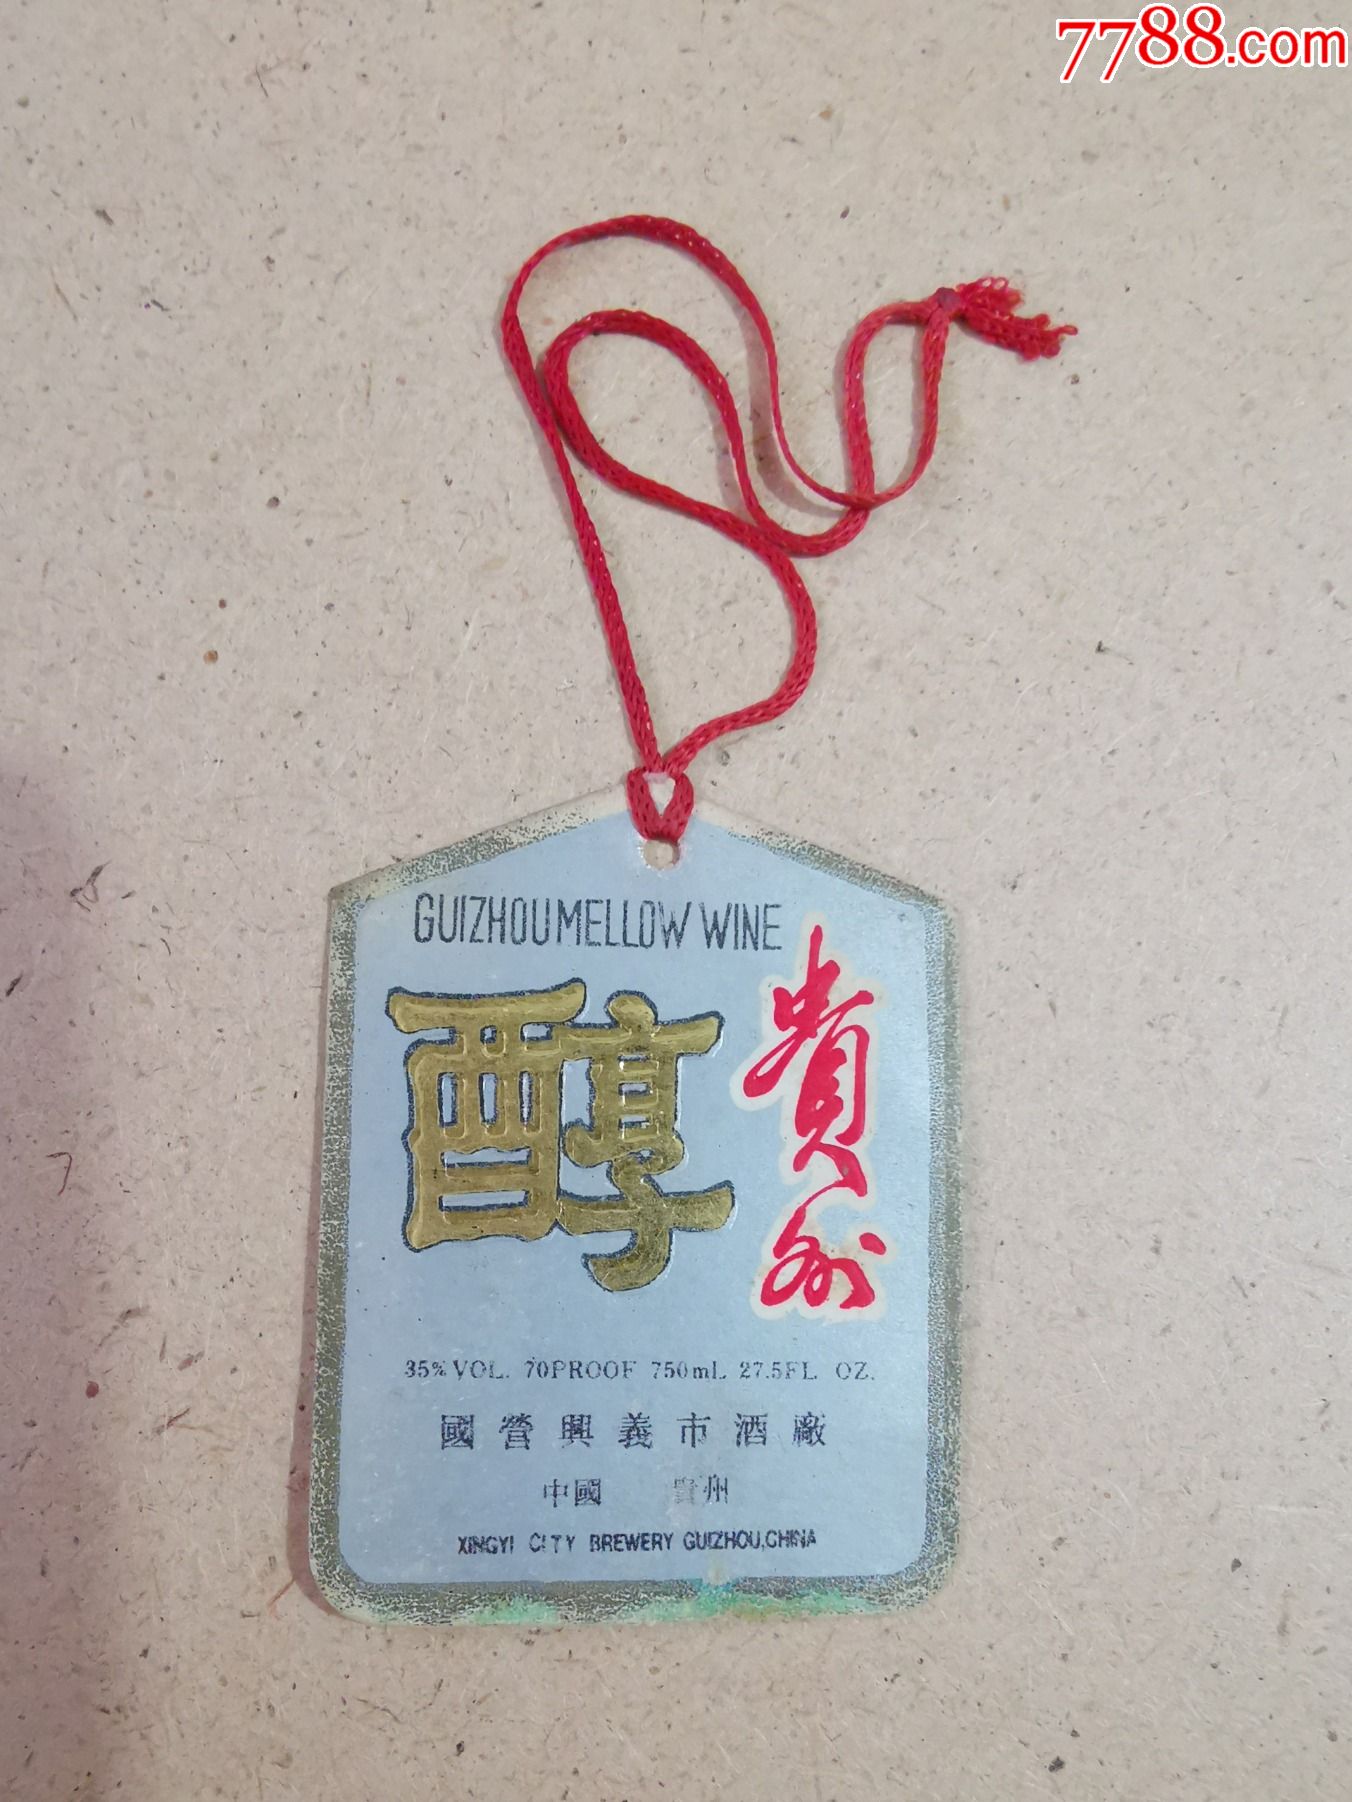 7788.com
GUIZHOU MELLOW WINE
貴州
醇
35% VOL. 70PROOF 750mL 27.5FL OZ.
國營興義市酒廠
中國 貴州
XINGYI CITY BREWERY GUIZHOU,CHINA